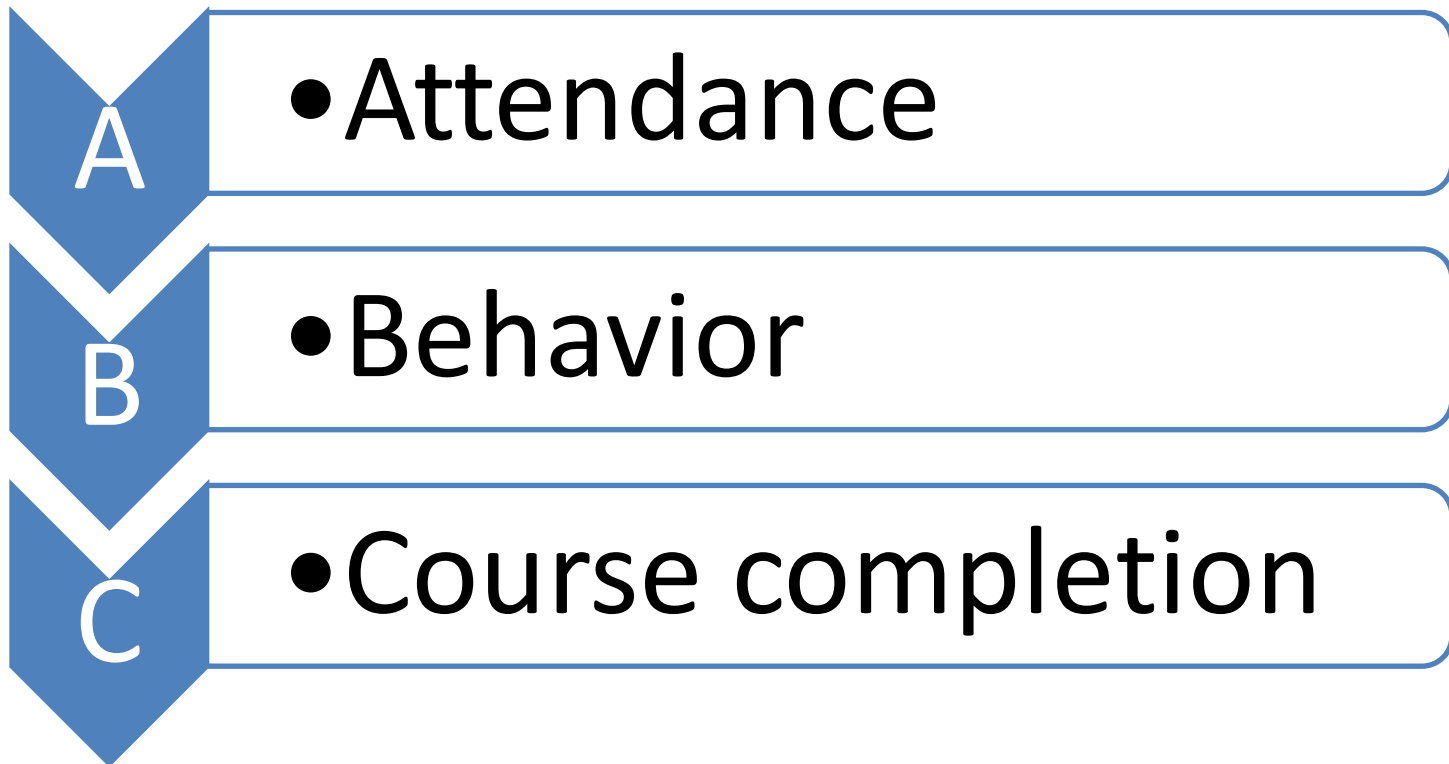 A
•Attendance
B
•Behavior
C
•Course completion